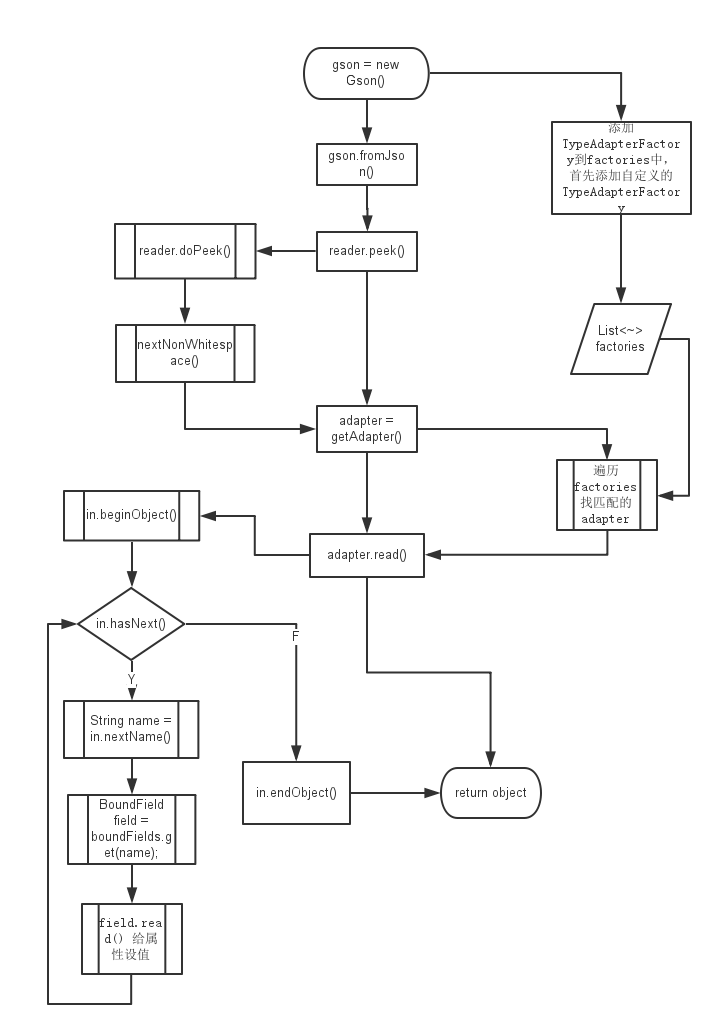 gson = new
Gson()
gson.fromJso
n()
添加
TypeAdapterFactor
y到factories中,
首先添加自定义的
TypeAdapterFactor
y
reader.doPeek()
reader.peek()
nextNonWhitesp
ace()
List<~>
factories
adapter =
getAdapter()
遍历
factories
找匹配的
adapter
in.beginObject()
adapter.read()
in.hasNext()
F
Y,
String name =
in.nextName()
in.endObject()
return object
BoundField
field =
boundFields.g
et(name);
field.rea
d() 给属
性设值